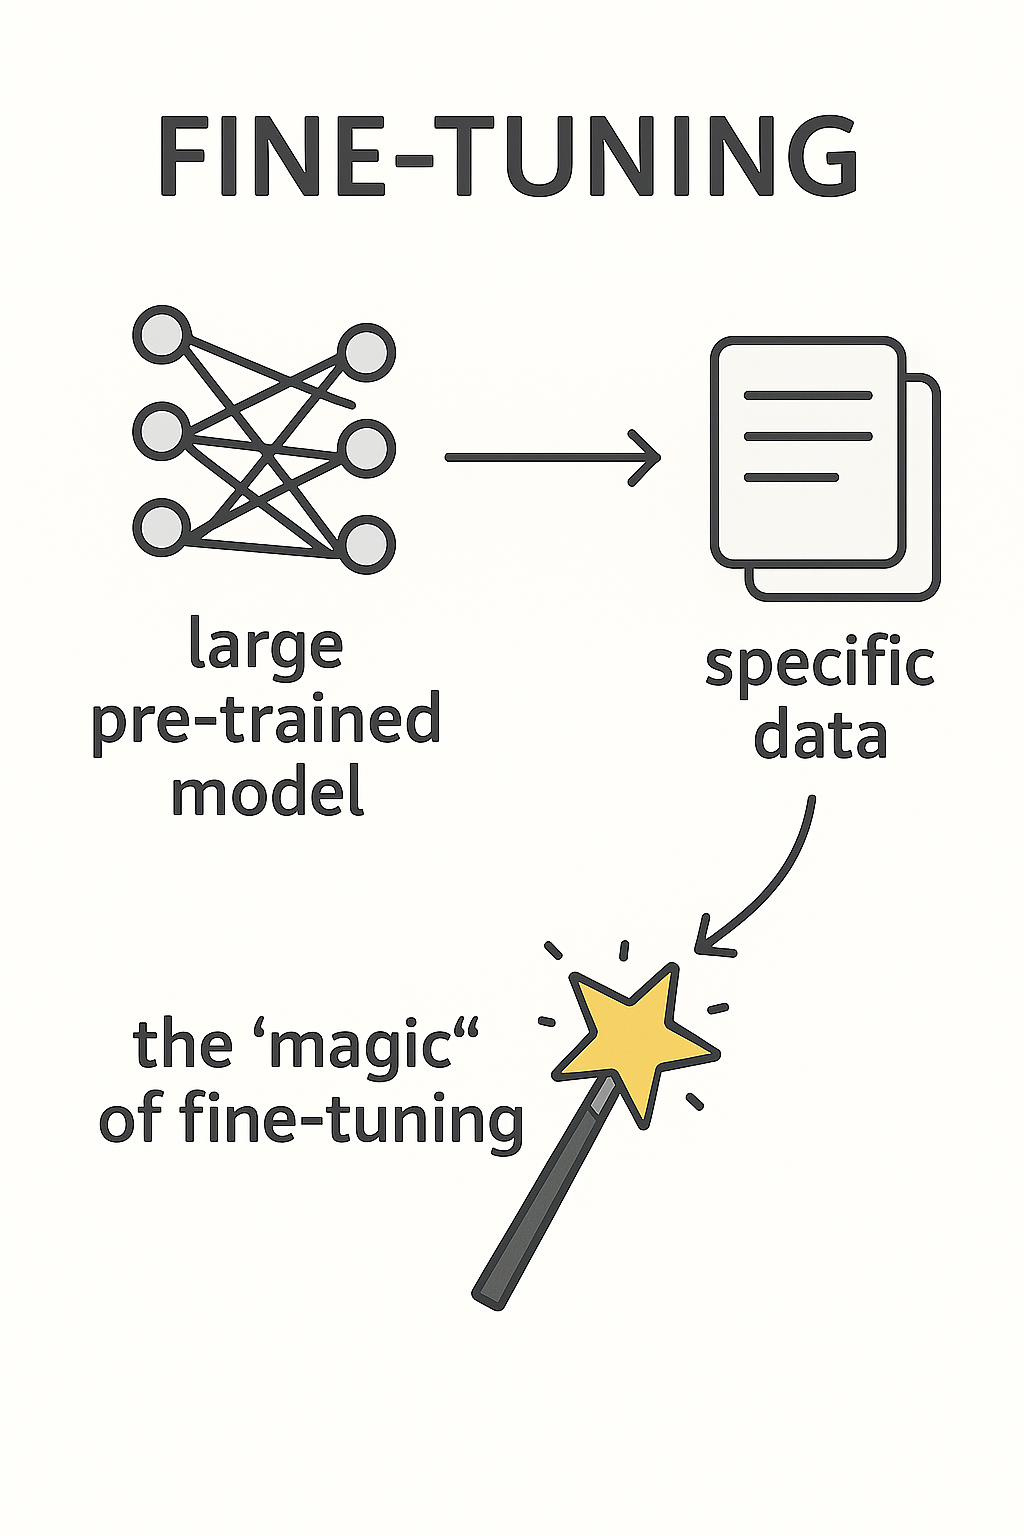 FINE-TUNING
large
pre-trained
model
specific
data
the ‘magic“
of fine-tuning